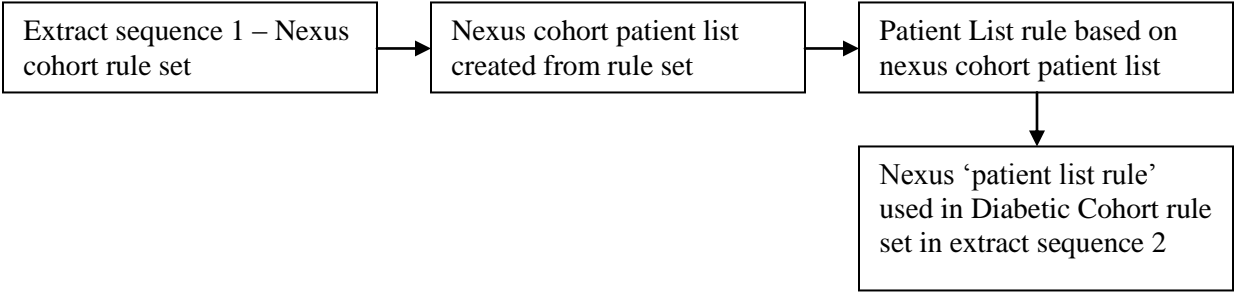 Extract sequence 1 – Nexus
cohort rule set
Nexus cohort patient list
created from rule set
Patient List rule based on
nexus cohort patient list
Nexus ‘patient list rule’
used in Diabetic Cohort rule
set in extract sequence 2